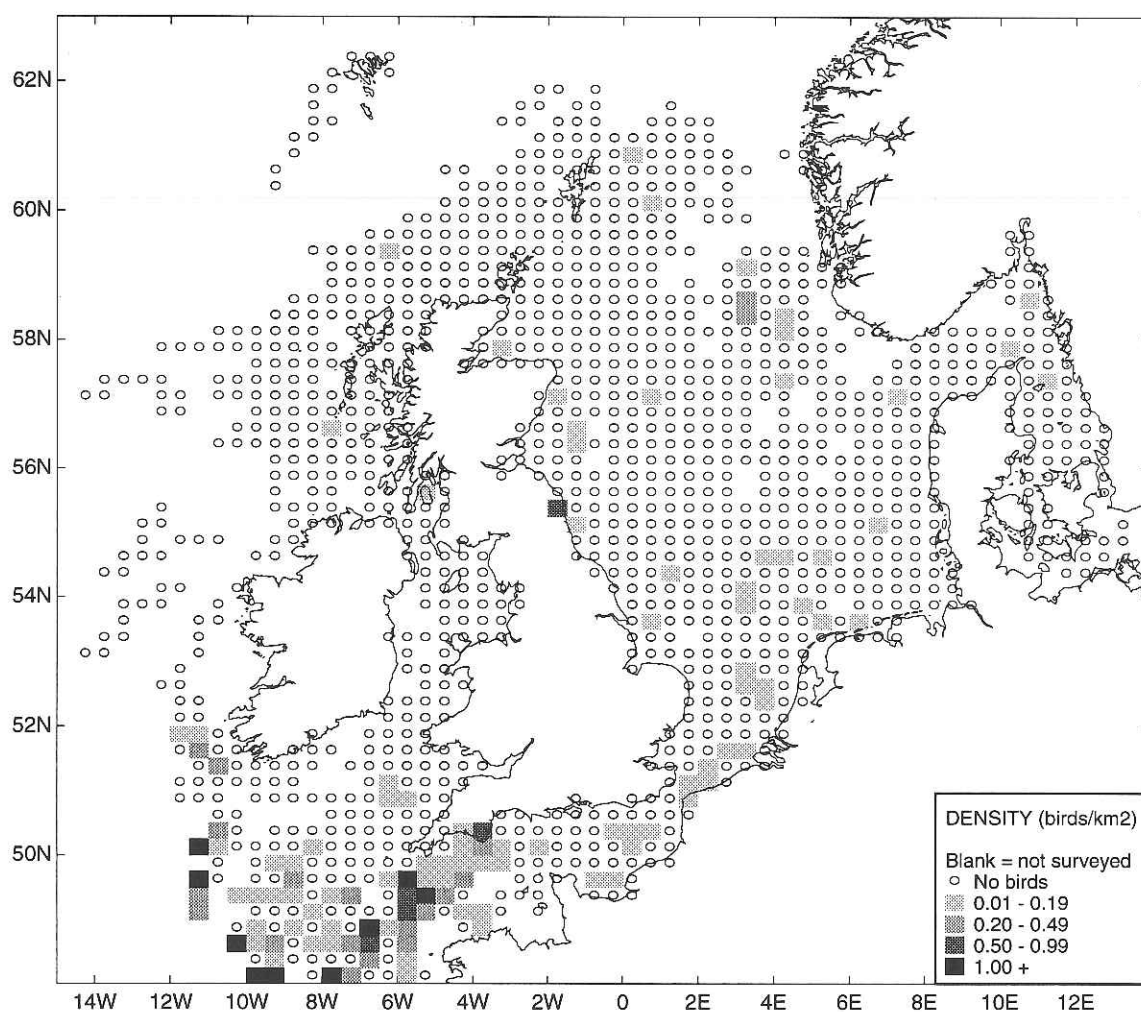 62N
60N
58N
56N
54N
52N
50N
DENSITY (birds/km2)
Blank = not surveyed
No birds
0.01 - 0.19
0.20 - 0.49
0.50 - 0.99
1.00 +
14W 12W 10W 8W 6W 4W 2W 0 2E 4E 6E 8E 10E 12E